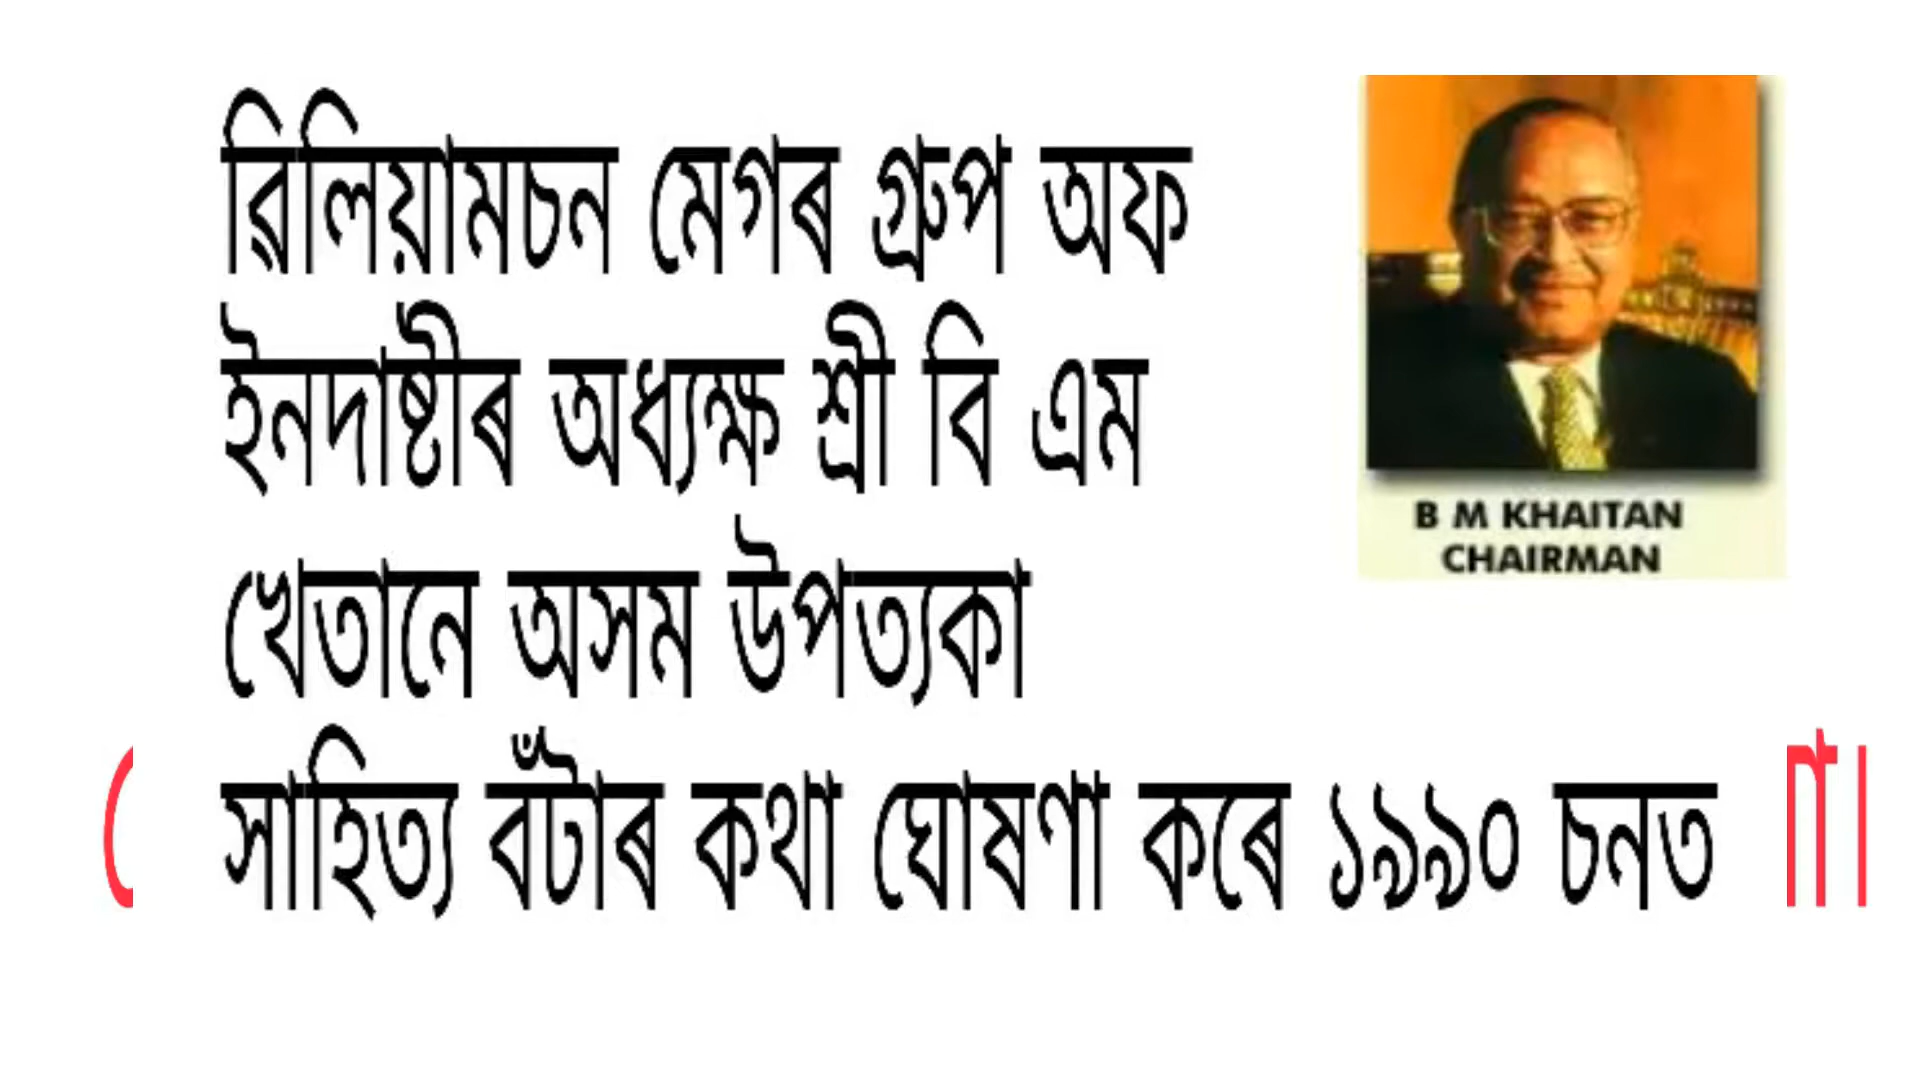 ৱিলিয়ামচন মেগৰ গ্ৰুপ অফ
ইনদাষ্টীৰ অধ্যক্ষ শ্ৰী বি এম
খেতানে অসম উপত্যকা
সাহিত্য বঁটাৰ কথা ঘোষণা কৰে ১৯৯০ চনত
B M KHAITAN
CHAIRMAN